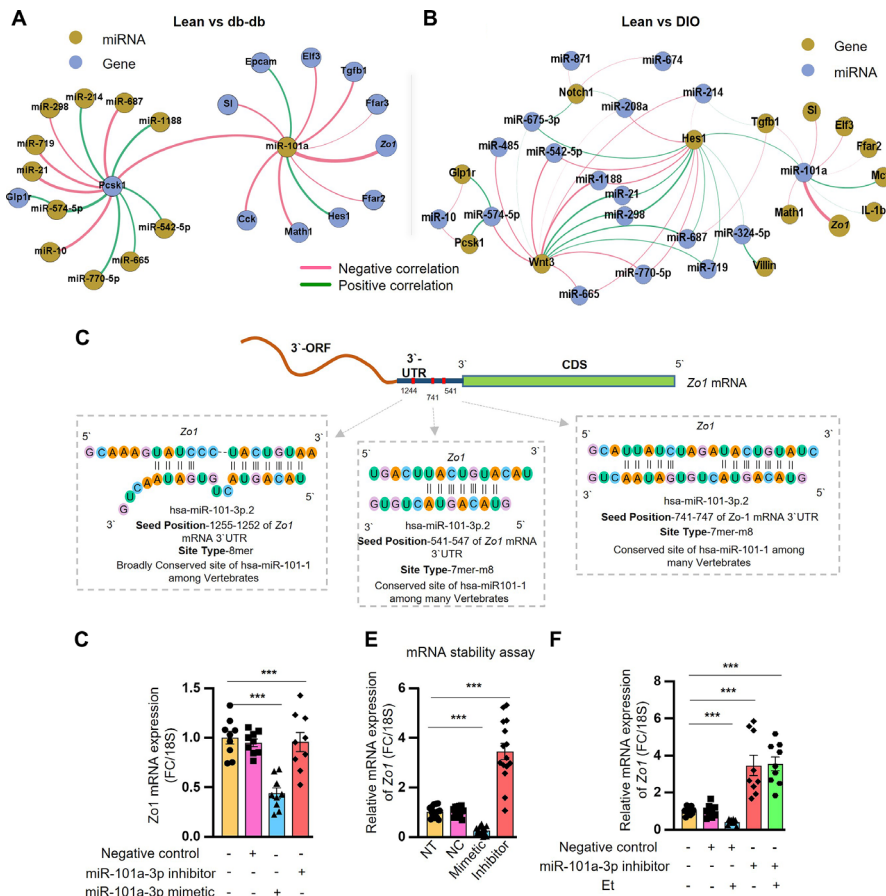 A
Lean vs db-db
miRNA
Gene
miR-298
miR-214
miR-687
miR-1188
miR-719
miR-21
Pcsk1
Glp1r
miR-574-5p
miR-542-5p
miR-10
miR-665
miR-770-5p
Epcam
Elf3
Tgfb1
Sl
Ffar3
miR-101a
Zo1
Ffar2
Cck
Math1
Hes1
Negative correlation
Positive correlation
B
Lean vs DIO
Gene
miRNA
miR-871
miR-674
Notch1
miR-214
miR-208a
miR-675-3p
Tgfb1
Sl
Hes1
Elf3
miR-485
miR-542-5p
Ffar2
Glp1r
miR-1188
miR-101a
Mc
miR-21
miR-10
miR-574-5p
miR-298
Math1
IL-1b
Zo1
miR-324-5p
Pcsk1
miR-687
Wnt3
miR-770-5p
miR-719
Villin
miR-665
C
3`-ORF
3`-
UTR
3`
CDS
5`
1244
741
541
Zo1 mRNA
Zo1
5`
3`
GCAAAGUAUCCC--UACUGUAA
GUCAAUAGUGUCAUGACAU
3`
5`
hsa-miR-101-3p.2
Seed Position-1255-1252 of Zo1
mRNA 3`UTR
Site Type-8mer
Broadly Conserved site of hsa-miR-101-1
among Vertebrates
5`
3`
Zo1
UGACUUACUGUACAU
GUGUCAUGACAUG
3`
5`
hsa-miR-101-3p.2
Seed Position-541-547 of Zo1 mRNA
3`UTR
Site Type-7mer-m8
Conserved site of hsa-miR101-1
among many Vertebrates
Zo1
5`
3`
GCAUUAUCUAGAUACUGUAUC
GUCAAUAGUGUCAUGACAUG
3`
5`
hsa-miR-101-3p.2
Seed Position-741-747 of Zo-1 mRNA 3`UTR
Site Type-7mer-m8
Conserved site of hsa-miR-101-1 among
many Vertebrates
C
Zo1 mRNA expression
(FC/18S)
1.5
1.0
0.5
0.0
***
***
Negative control - + - -
miR-101a-3p inhibitor - - - +
miR-101a-3p mimetic - - + -
E
mRNA stability assay
Relative mRNA expression
of Zo1 (FC/18S)
6
4
2
0
***
***
NT
NC
Mimetic
Inhibitor
F
Relative mRNA expression
of Zo1 (FC/18S)
8
6
4
2
0
***
***
***
Negative control - + + - -
miR-101a-3p inhibitor - - - + +
Et - - + - +